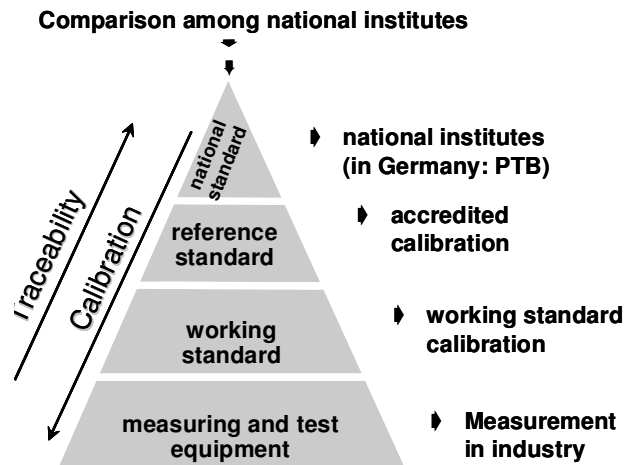 Comparison among national institutes
Traceability
Calibration
national
standard
national institutes
(in Germany: PTB)
reference
standard
accredited
calibration
working
standard
working standard
calibration
measuring and test
equipment
Measurement
in industry